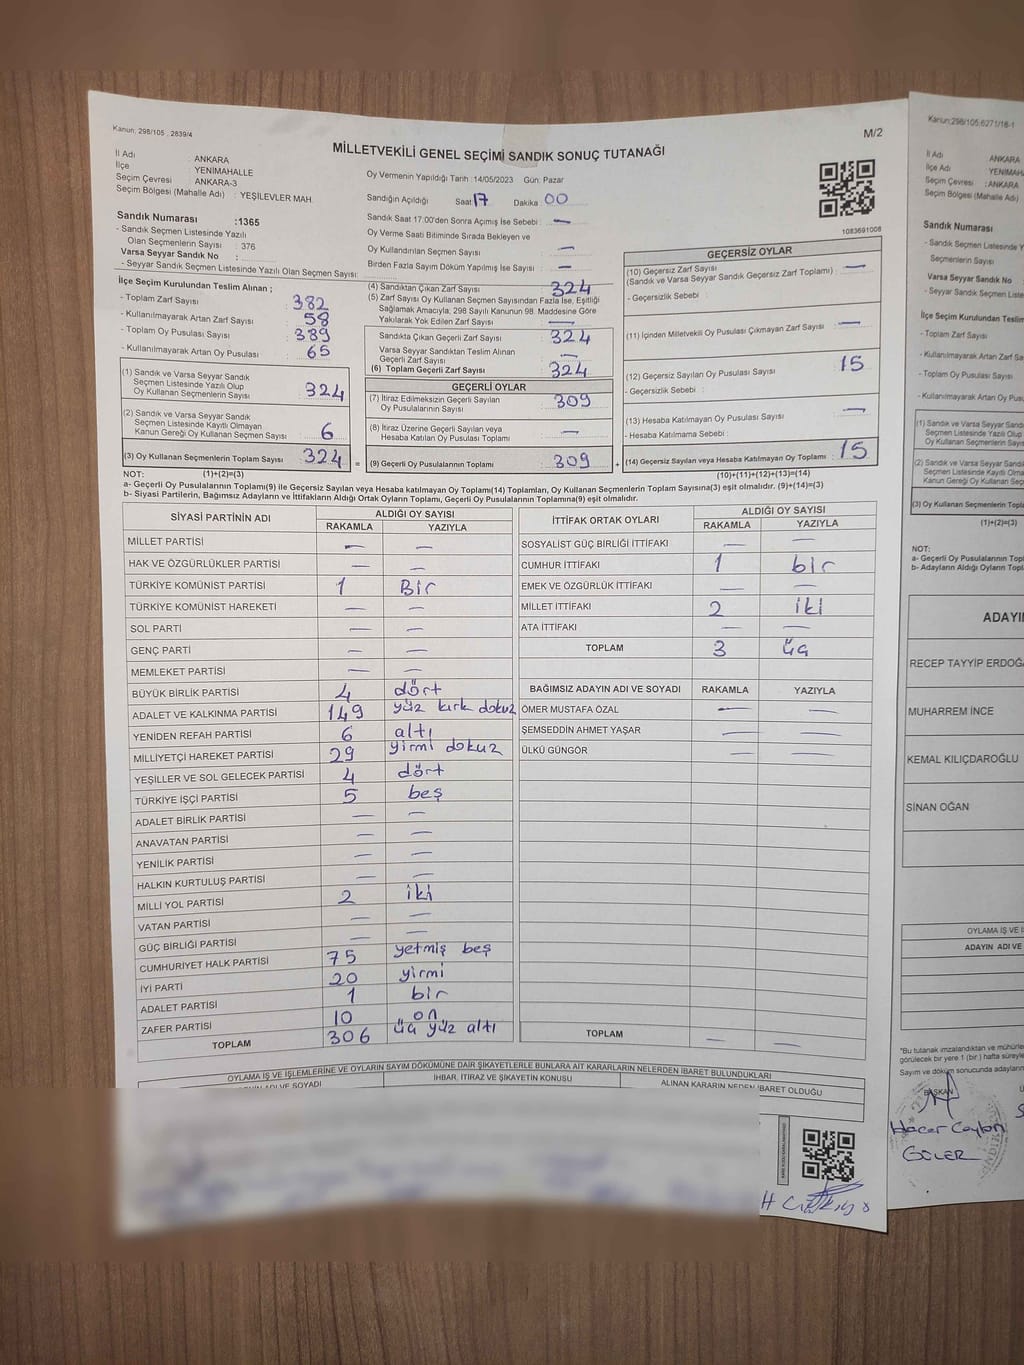 Kanun, 298/105 , 2839/4
M/2
MİLLETVEKİLİ GENEL SEÇİMİ SANDIK SONUÇ TUTANAĞI
İl Adı : ANKARA
İlçe : YENİMAHALLE
Seçim Çevresi : ANKARA-3
Seçim Bölgesi (Mahalle Adı) : YEŞİLEVLER MAH.
Sandık Numarası :1365
- Sandık Seçmen Listesinde Yazılı
Olan Seçmenlerin Sayısı : 376
Varsa Seyyar Sandık No :
- Seyyar Sandık Seçmen Listesinde Yazılı Olan Seçmen Sayısı:
Oy Vermenin Yapıldığı Tarih :14/05/2023 Gün: Pazar
Sandığın Açıldığı Saat 17 Dakika : 00
Sandık Saat 17:00'den Sonra Açımış İse Sebebi : —
Oy Verme Saati Bitiminde Sırada Bekleyen ve
Oy Kullandırılan Seçmen Sayısı : —
Birden Fazla Sayım Döküm Yapılmış İse Sayısı : —
1083691008
İlçe Seçim Kurulundan Teslim Alınan ;
- Toplam Zarf Sayısı : 382
- Kullanılmayarak Artan Zarf Sayısı : 58
- Toplam Oy Pusulası Sayısı : 389
- Kullanılmayarak Artan Oy Pusulası : 65
(1) Sandık ve Varsa Seyyar Sandık
Seçmen Listesinde Yazılı Olup
Oy Kullanan Seçmenlerin Sayısı : 324
(2) Sandık ve Varsa Seyyar Sandık
Seçmen Listesinde Kayıtlı Olmayan
Kanun Gereği Oy Kullanan Seçmen Sayısı : 6
(3) Oy Kullanan Seçmenlerin Toplam Sayısı : 324
(4) Sandıktan Çıkan Zarf Sayısı : 324
(5) Zarf Sayısı Oy Kullanan Seçmen Sayısından Fazla İse, Eşitliği
Sağlamak Amacıyla; 298 Sayılı Kanunun 98. Maddesine Göre
Yakılarak Yok Edilen Zarf Sayısı : —
Sandıkta Çıkan Geçerli Zarf Sayısı : 324
Varsa Seyyar Sandıktan Teslim Alınan
Geçerli Zarf Sayısı : —
(6) Toplam Geçerli Zarf Sayısı : 324
GEÇERLİ OYLAR
(7) İtiraz Edilmeksizin Geçerli Sayılan
Oy Pusulalarının Sayısı : 309
(8) İtiraz Üzerine Geçerli Sayılan veya
Hesaba Katılan Oy Pusulası Toplamı : —
= (9) Geçerli Oy Pusulalarının Toplamı : 309 +
GEÇERSİZ OYLAR
(10) Geçersiz Zarf Sayısı
(Sandık ve Varsa Seyyar Sandık Geçersiz Zarf Toplamı) : —
- Geçersizlik Sebebi :
(11) İçinden Milletvekili Oy Pusulası Çıkmayan Zarf Sayısı : —
(12) Geçersiz Sayılan Oy Pusulası Sayısı : 15
- Geçersizlik Sebebi :
(13) Hesaba Katılmayan Oy Pusulası Sayısı : —
- Hesaba Katılmama Sebebi :
(14) Geçersiz Sayılan veya Hesaba Katılmayan Oy Toplamı : 15
NOT: (1)+(2)=(3) (10)+(11)+(12)+(13)=(14)
a- Geçerli Oy Pusulalarının Toplamı(9) ile Geçersiz Sayılan veya Hesaba katılmayan Oy Toplamı(14) Toplamları, Oy Kullanan Seçmenlerin Toplam Sayısına(3) eşit olmalıdır. (9)+(14)=(3)
b- Siyasi Partilerin, Bağımsız Adayların ve İttifakların Aldığı Ortak Oyların Toplamı, Geçerli Oy Pusulalarının Toplamına(9) eşit olmalıdır.
SİYASİ PARTİNİN ADI ALDIĞI OY SAYISI
RAKAMLA YAZIYLA
MİLLET PARTİSİ — —
HAK VE ÖZGÜRLÜKLER PARTİSİ — —
TÜRKİYE KOMÜNİST PARTİSİ 1 Bir
TÜRKİYE KOMÜNİST HAREKETİ — —
SOL PARTİ — —
GENÇ PARTİ — —
MEMLEKET PARTİSİ — —
BÜYÜK BİRLİK PARTİSİ 4 dört
ADALET VE KALKINMA PARTİSİ 149 yüz kırk dokuz
YENİDEN REFAH PARTİSİ 6 altı
MİLLİYETÇİ HAREKET PARTİSİ 29 yirmi dokuz
YEŞİLLER VE SOL GELECEK PARTİSİ 4 dört
TÜRKİYE İŞÇİ PARTİSİ 5 beş
ADALET BİRLİK PARTİSİ — —
ANAVATAN PARTİSİ — —
YENİLİK PARTİSİ — —
HALKIN KURTULUŞ PARTİSİ — —
MİLLİ YOL PARTİSİ 2 iki
VATAN PARTİSİ — —
GÜÇ BİRLİĞİ PARTİSİ — —
CUMHURİYET HALK PARTİSİ 75 yetmiş beş
İYİ PARTİ 20 yirmi
ADALET PARTİSİ 1 bir
ZAFER PARTİSİ 10 on
TOPLAM 306 üç yüz altı
İTTİFAK ORTAK OYLARI ALDIĞI OY SAYISI
RAKAMLA YAZIYLA
SOSYALİST GÜÇ BİRLİĞİ İTTİFAKI — —
CUMHUR İTTİFAKI 1 bir
EMEK VE ÖZGÜRLÜK İTTİFAKI — —
MİLLET İTTİFAKI 2 iki
ATA İTTİFAKI — —
TOPLAM 3 üç
BAĞIMSIZ ADAYIN ADI VE SOYADI RAKAMLA YAZIYLA
ÖMER MUSTAFA ÖZAL — —
ŞEMSEDDİN AHMET YAŞAR — —
ÜLKÜ GÜNGÖR — —
TOPLAM — —
OYLAMA İŞ VE İŞLEMLERİNE VE OYLARIN SAYIM DÖKÜMÜNE DAİR ŞİKAYETLERLE BUNLARA AİT KARARLARIN NELERDEN İBARET BULUNDUKLARI
ADI VE SOYADI İHBAR, İTİRAZ VE ŞİKAYETİN KONUSU ALINAN KARARIN NEDEN İBARET OLDUĞU
Kanun;298/105,6271/16-1
İl Adı : ANKARA
İlçe Adı : YENİMAH
Seçim Çevresi : ANKARA
Seçim Bölgesi (Mahalle Adı)
Sandık Numarası
- Sandık Seçmen Listesinde Y
Seçmenlerin Sayısı
Varsa Seyyar Sandık No
- Seyyar Sandık Seçmen Liste
İlçe Seçim Kurulundan Teslim
- Toplam Zarf Sayısı
- Kullanılmayarak Artan Zarf Sa
- Toplam Oy Pusulası Sayısı
- Kullanılmayarak Artan Oy Pusu
(1) Sandık ve Varsa Seyyar Sand
Seçmen Listesinde Yazılı Olup
Oy Kullanan Seçmenlerin Sayısı
(2) Sandık ve Varsa Seyyar Sandık
Seçmen Listesinde Kayıtlı Olm
Kanun Gereği Oy Kullanan Seç
(3) Oy Kullanan Seçmenlerin Topla
(1)+(2)=(3)
NOT:
a- Geçerli Oy Pusulalarının Toplam
b- Adayların Aldığı Oyların Toplamı
ADAYI
RECEP TAYYİP ERDOĞA
MUHARREM İNCE
KEMAL KILIÇDAROĞLU
SİNAN OĞAN
OYLAMA İŞ VE İ
ADAYIN ADI VE
"Bu tutanak imzalandıktan ve mühürle
görülecek bir yere 1 (bir) hafta süreyle
Sayım ve döküm sonucunda adayların
BAŞKAN
Hacer Ceylan
GÜLER